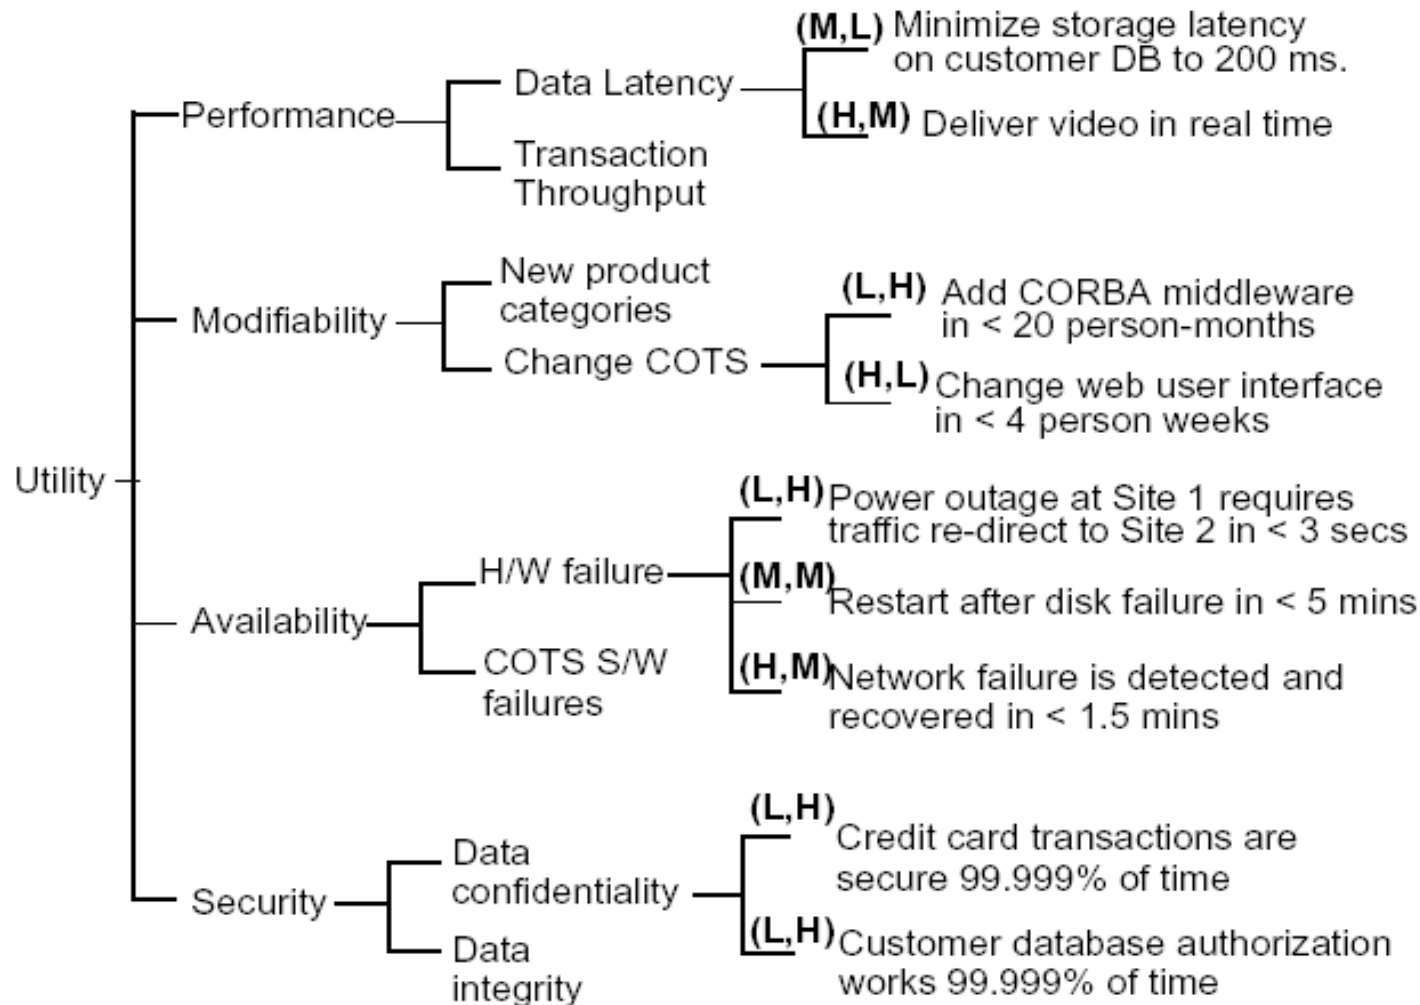 Utility
Performance
Data Latency
(M,L) Minimize storage latency
on customer DB to 200 ms.
(H,M) Deliver video in real time
Transaction
Throughput
Modifiability
New product
categories
Change COTS
(L,H) Add CORBA middleware
in < 20 person-months
(H,L) Change web user interface
in < 4 person weeks
Availability
H/W failure
(L,H) Power outage at Site 1 requires
traffic re-direct to Site 2 in < 3 secs
(M,M) Restart after disk failure in < 5 mins
(H,M) Network failure is detected and
recovered in < 1.5 mins
COTS S/W
failures
Security
Data
confidentiality
(L,H) Credit card transactions are
secure 99.999% of time
(L,H) Customer database authorization
works 99.999% of time
Data
integrity